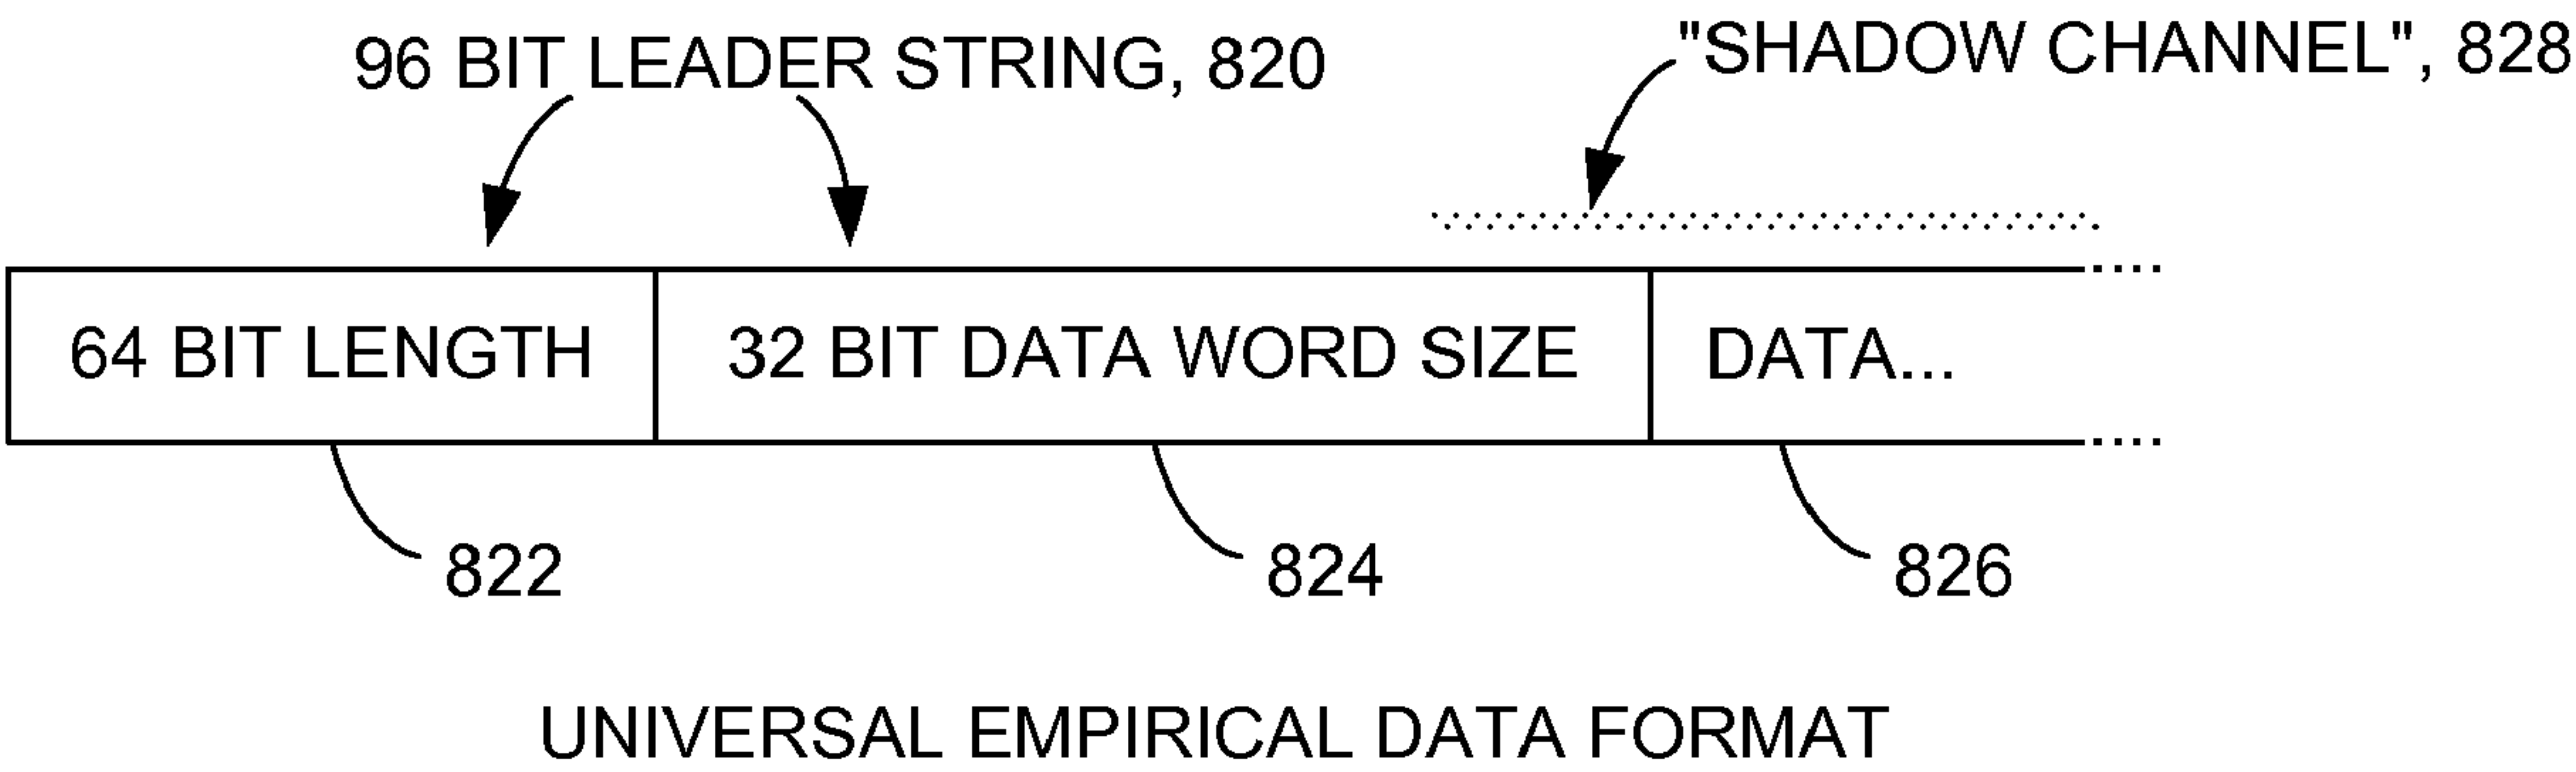 "SHADOW CHANNEL", 828
96 BIT LEADER STRING, 820
64 BIT LENGTH
32 BIT DATA WORD SIZE
DATA...
822
824
826
UNIVERSAL EMPIRICAL DATA FORMAT